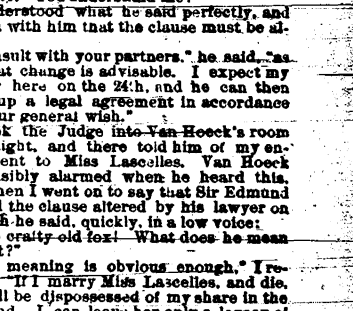 derstood what he said perfectly, and
with him that the clause must be al-
sult with your partners," he said, "as
at change is advisable. I expect my
here on the 24th, and he can then
up a legal agreement in accordance
ur general wish."
k the Judge into Van Hoeck's room
ight, and there told him of my en-
ent to Miss Lascelles. Van Hoeck
sibly alarmed when he heard this,
hen I went on to say that Sir Edmund
the clause altered by his lawyer on
h he said, quickly, in a low voice:
crafty old fox! What does he mean
t?"
meaning is obvious enough," I re-
"If I marry Miss Lascelles, and die,
ll be dispossessed of my share in the